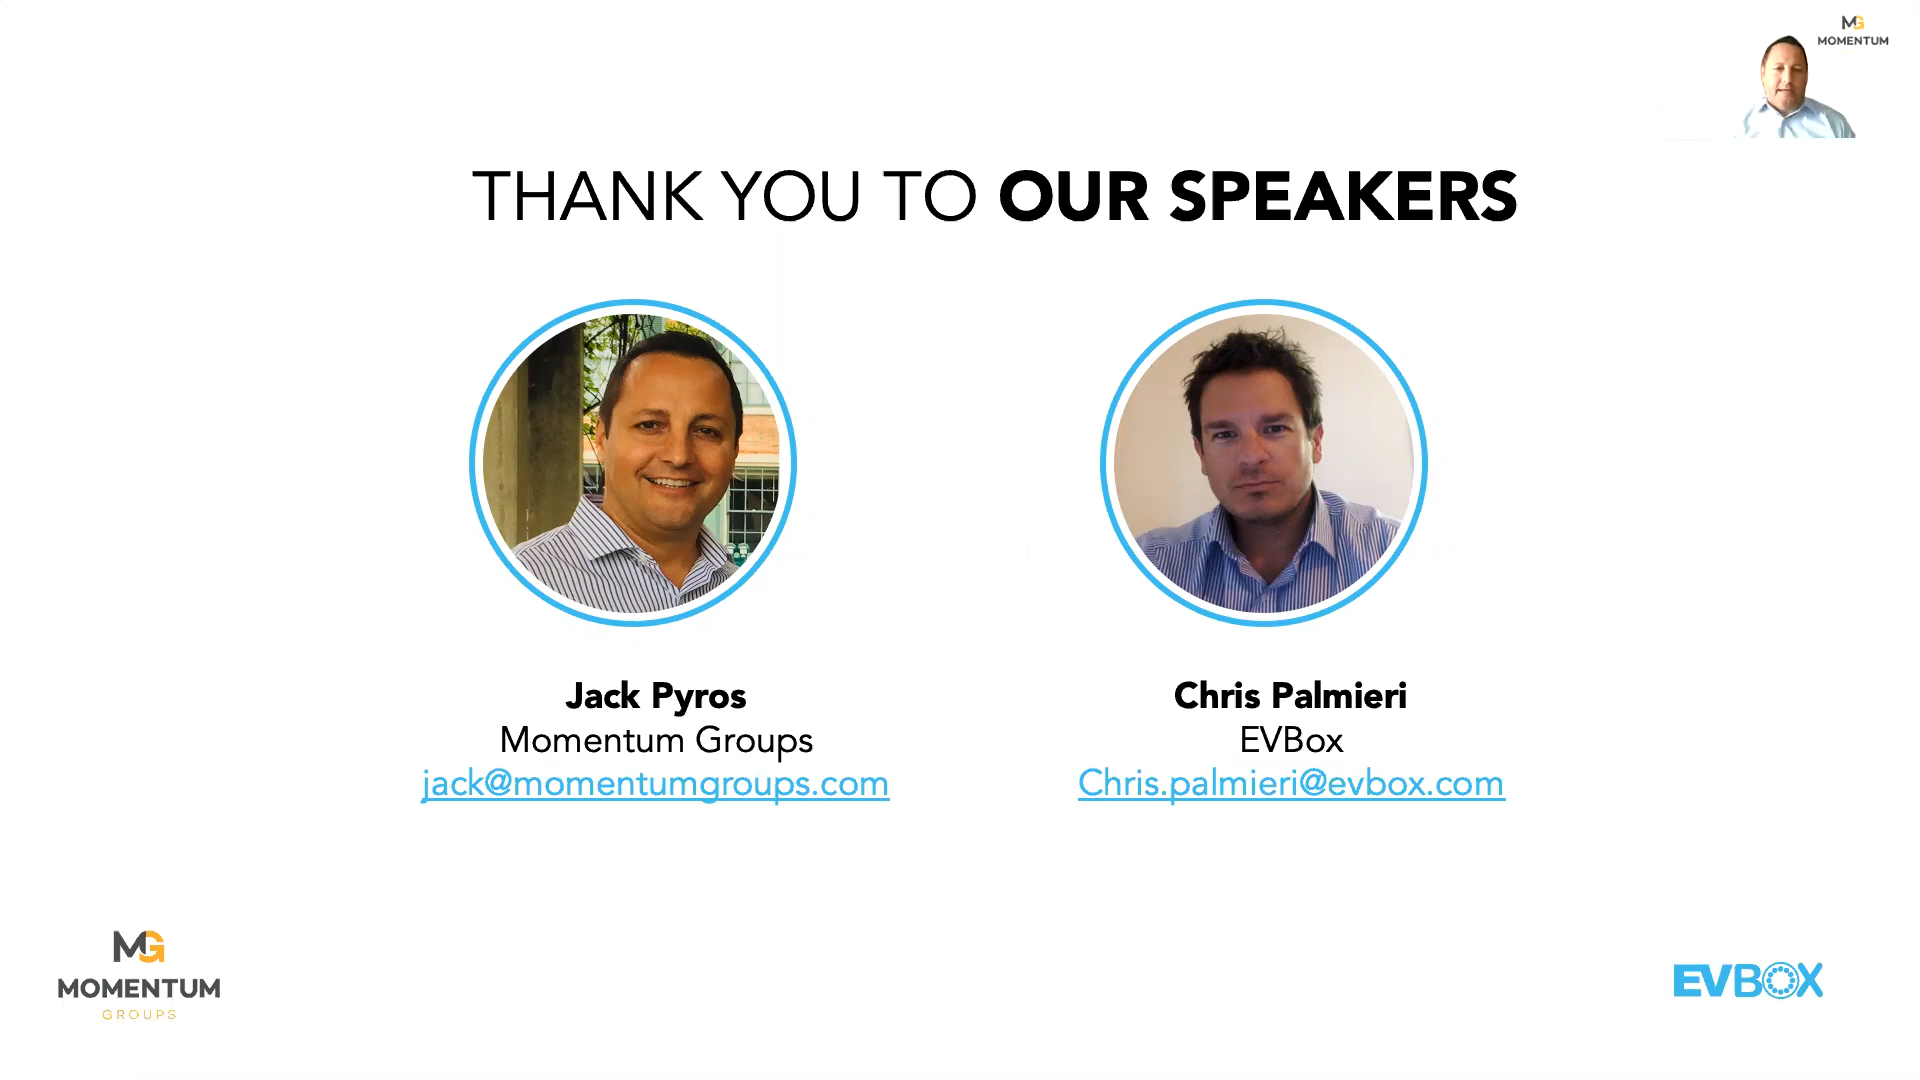 MG
MOMENTUM
THANK YOU TO OUR SPEAKERS
Jack Pyros
Momentum Groups
jack@momentumgroups.com
Chris Palmieri
EVBox
Chris.palmieri@evbox.com
MG
MOMENTUM
GROUPS
EVBOX